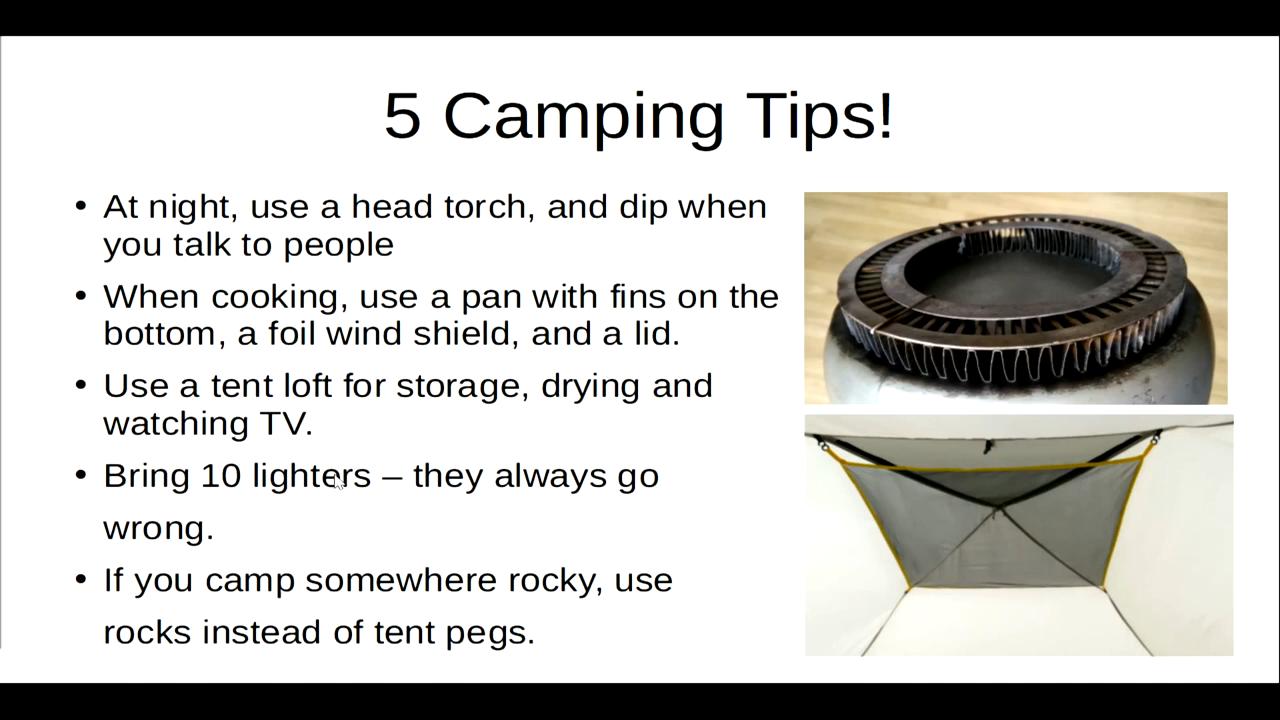 5 Camping Tips!
• At night, use a head torch, and dip when
you talk to people
• When cooking, use a pan with fins on the
bottom, a foil wind shield, and a lid.
• Use a tent loft for storage, drying and
watching TV.
• Bring 10 lighters – they always go
wrong.
• If you camp somewhere rocky, use
rocks instead of tent pegs.